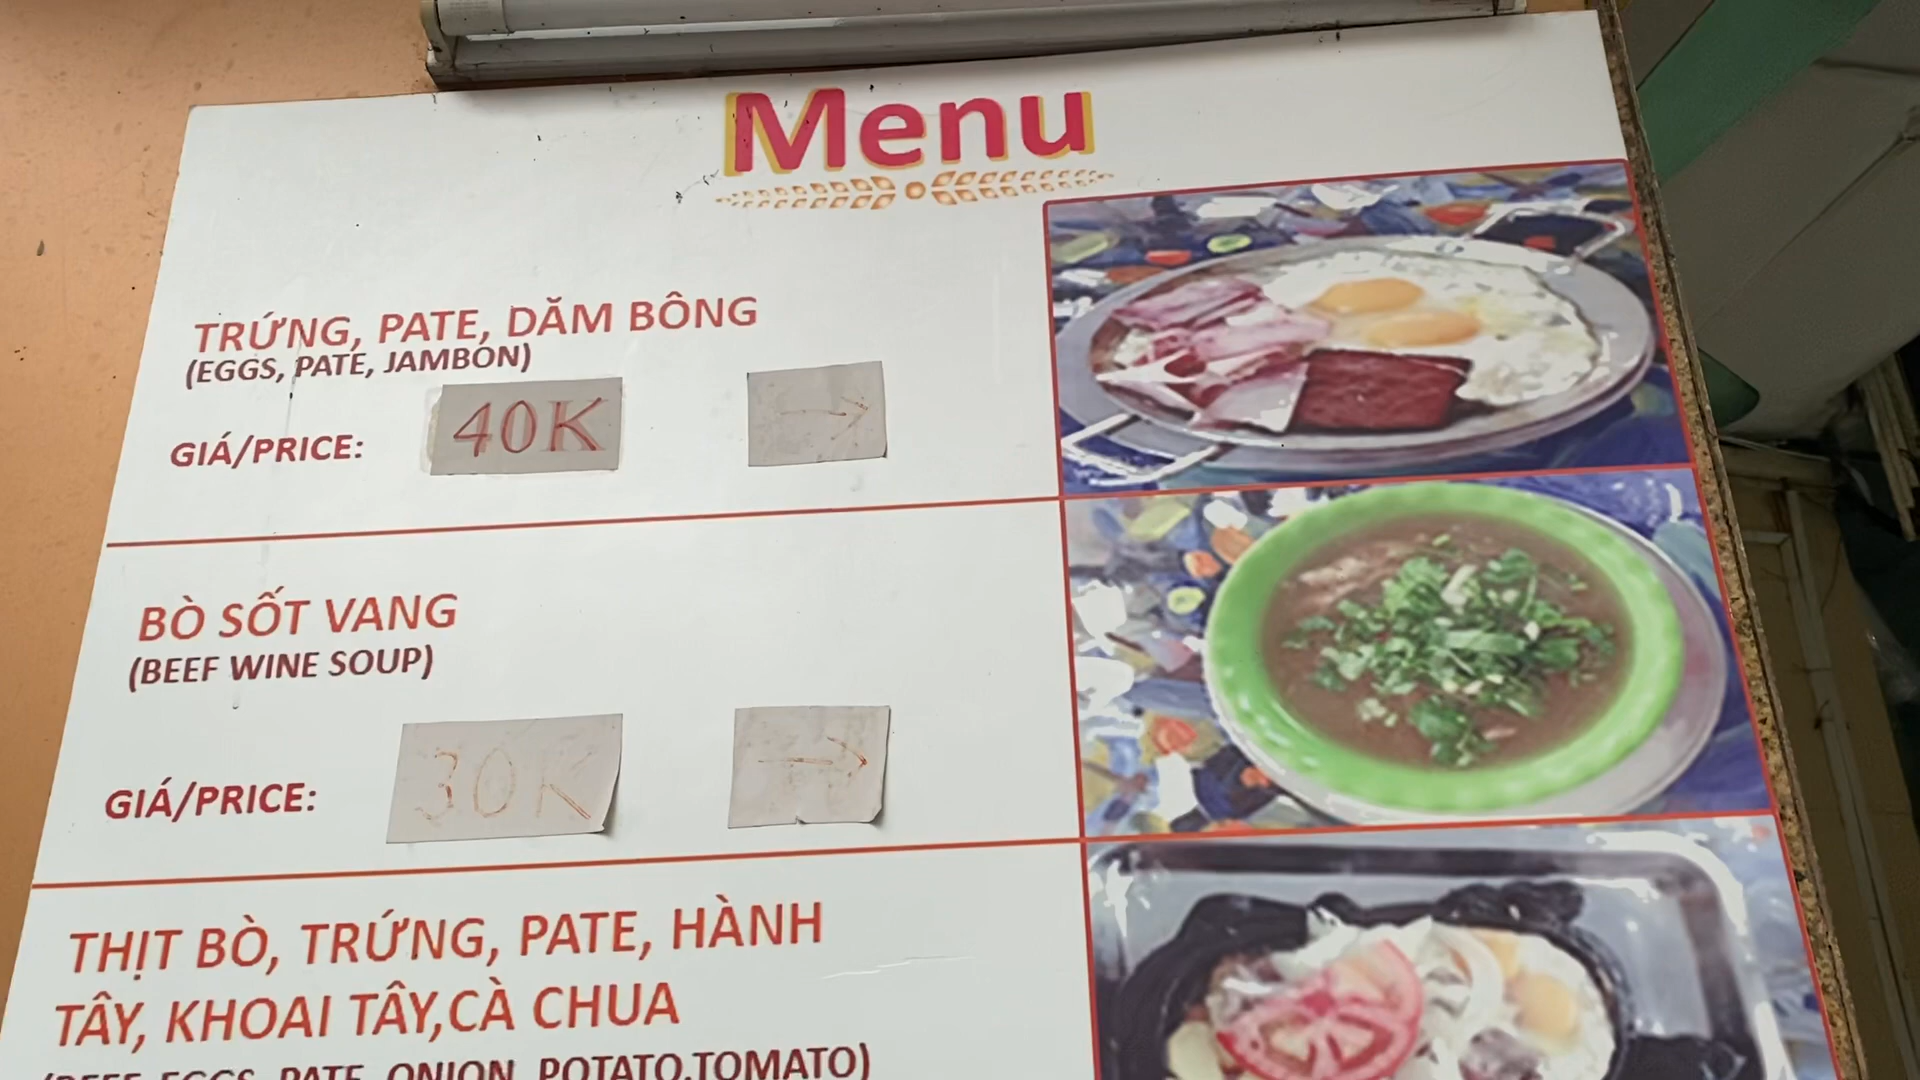 Menu
TRỨNG, PATE, DĂM BÔNG
(EGGS, PATE, JAMBON)
GIÁ/PRICE: 40K →
BÒ SỐT VANG
(BEEF WINE SOUP)
GIÁ/PRICE: 30K →
THỊT BÒ, TRỨNG, PATE, HÀNH
TÂY, KHOAI TÂY,CÀ CHUA
(BEEF, EGGS, PATE, ONION, POTATO,TOMATO)